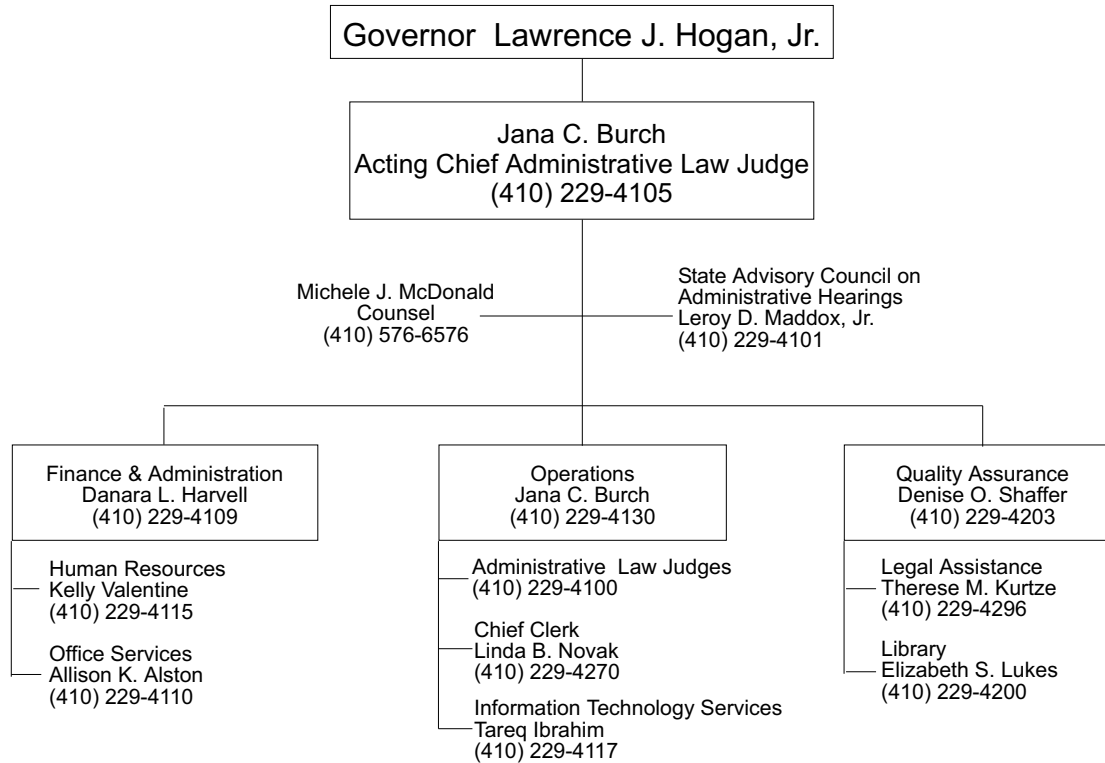 Governor Lawrence J. Hogan, Jr.
Jana C. Burch
Acting Chief Administrative Law Judge
(410) 229-4105
Michele J. McDonald
Counsel
(410) 576-6576
State Advisory Council on
Administrative Hearings
Leroy D. Maddox, Jr.
(410) 229-4101
Finance & Administration
Danara L. Harvell
(410) 229-4109
Human Resources
Kelly Valentine
(410) 229-4115
Office Services
Allison K. Alston
(410) 229-4110
Operations
Jana C. Burch
(410) 229-4130
Administrative Law Judges
(410) 229-4100
Chief Clerk
Linda B. Novak
(410) 229-4270
Information Technology Services
Tareq Ibrahim
(410) 229-4117
Quality Assurance
Denise O. Shaffer
(410) 229-4203
Legal Assistance
Therese M. Kurtze
(410) 229-4296
Library
Elizabeth S. Lukes
(410) 229-4200